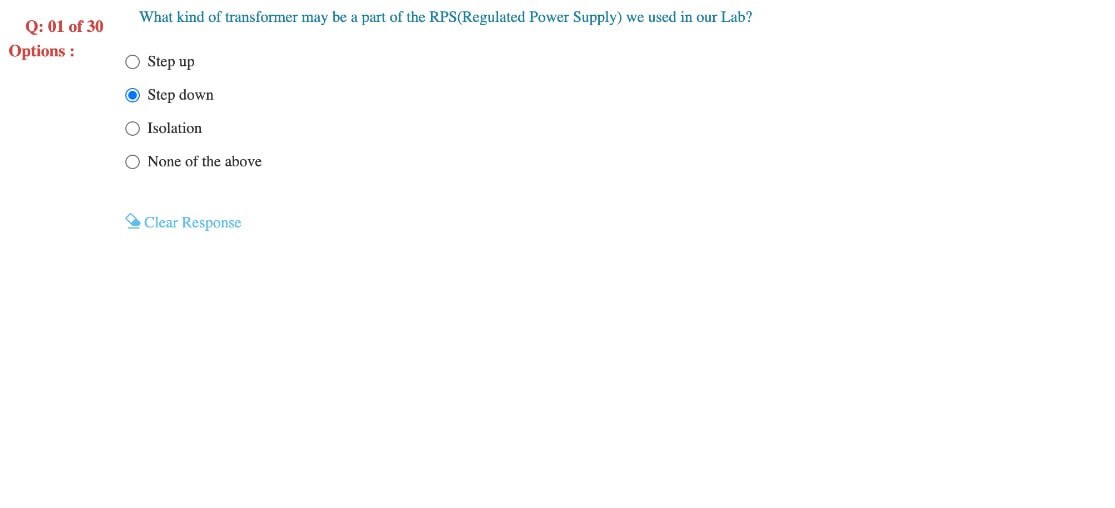 Q: 01 of 30
What kind of transformer may be a part of the RPS(Regulated Power Supply) we used in our Lab?
Options :
Step up
Step down
Isolation
None of the above
Clear Response